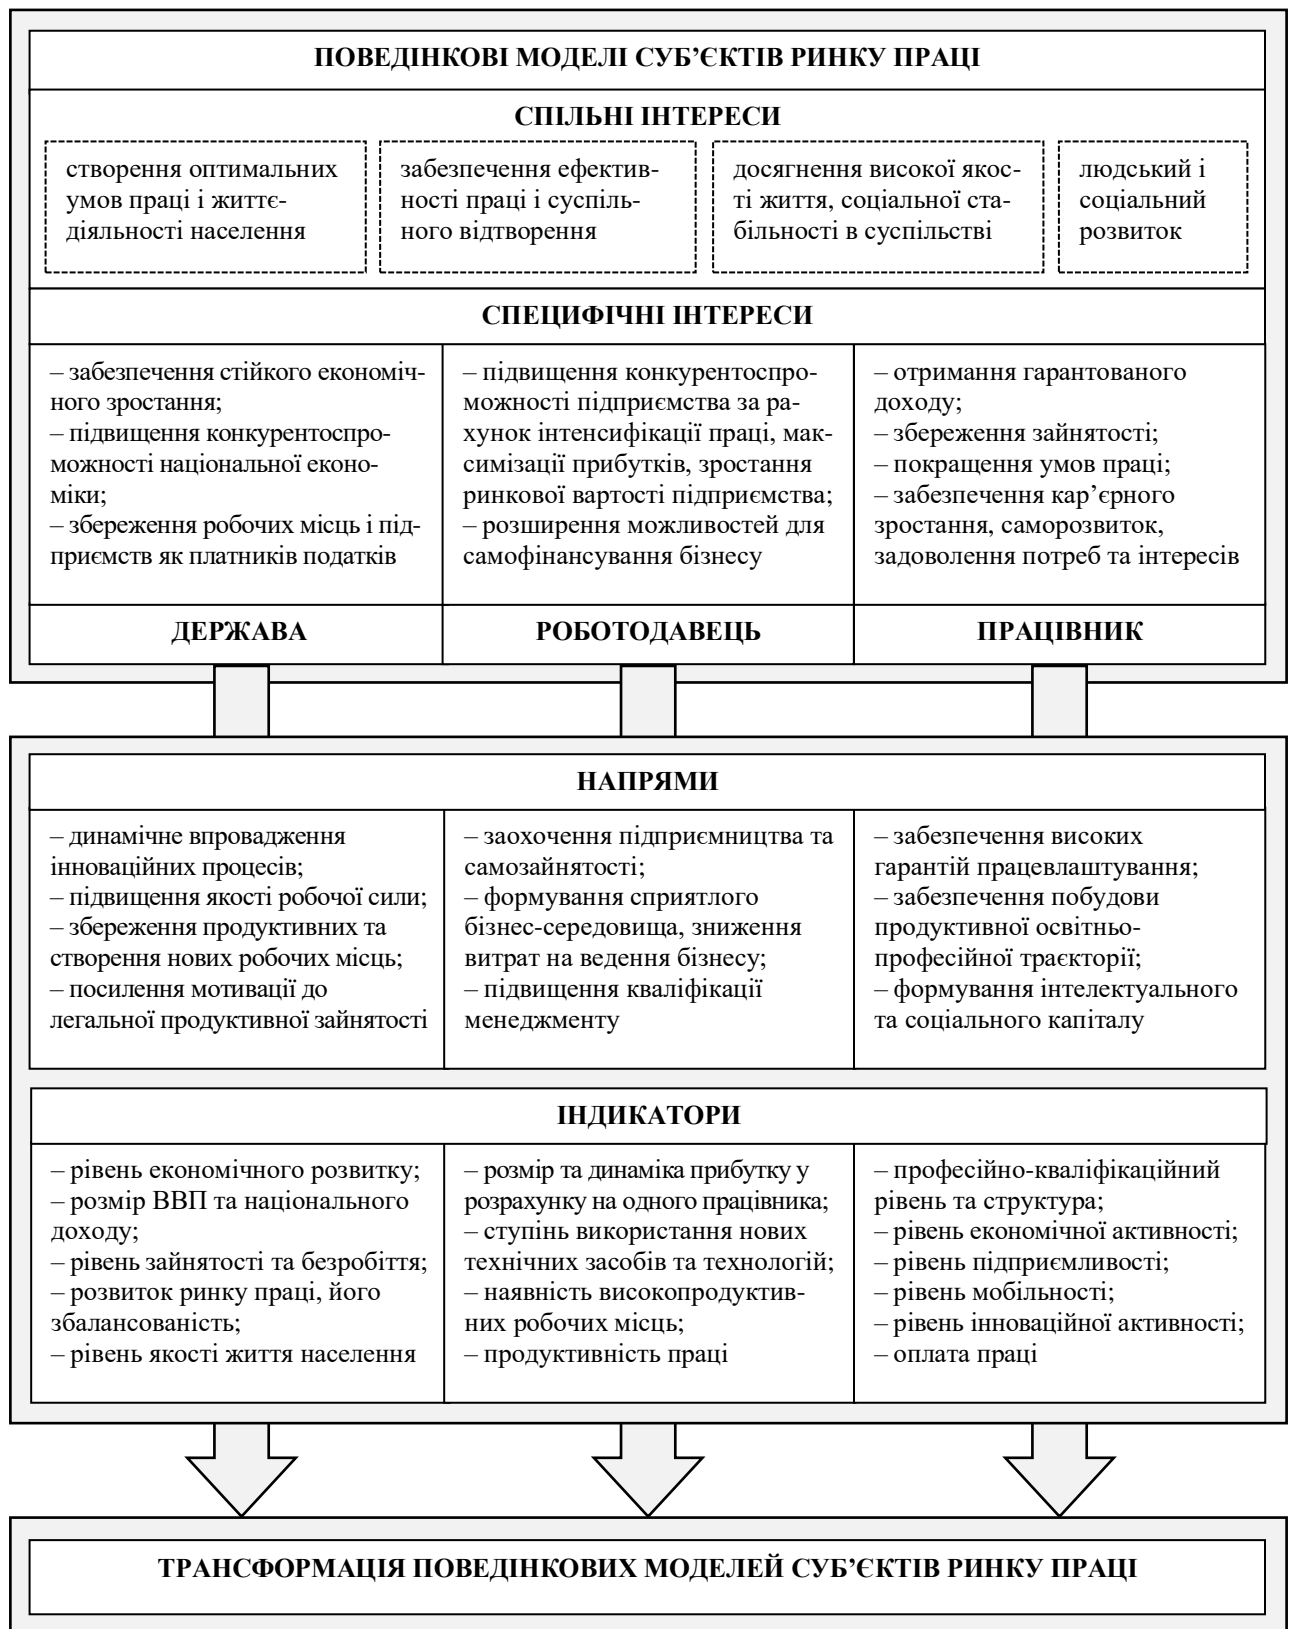 ПОВЕДІНКОВІ МОДЕЛІ СУБ’ЄКТІВ РИНКУ ПРАЦІ
СПІЛЬНІ ІНТЕРЕСИ
створення оптимальних
умов праці і життє-
діяльності населення
забезпечення ефектив-
ності праці і суспіль-
ного відтворення
досягнення високої якос-
ті життя, соціальної ста-
більності в суспільстві
людський і
соціальний
розвиток
СПЕЦИФІЧНІ ІНТЕРЕСИ
– забезпечення стійкого економіч-
ного зростання;
– підвищення конкурентоспро-
можності національної еконо-
міки;
– збереження робочих місць і під-
приємств як платників податків
– підвищення конкурентоспро-
можності підприємства за ра-
хунок інтенсифікації праці, мак-
симізації прибутків, зростання
ринкової вартості підприємства;
– розширення можливостей для
самофінансування бізнесу
– отримання гарантованого
доходу;
– збереження зайнятості;
– покращення умов праці;
– забезпечення кар’єрного
зростання, саморозвиток,
задоволення потреб та інтересів
ДЕРЖАВА
РОБОТОДАВЕЦЬ
ПРАЦІВНИК
НАПРЯМИ
– динамічне впровадження
інноваційних процесів;
– підвищення якості робочої сили;
– збереження продуктивних та
створення нових робочих місць;
– посилення мотивації до
легальної продуктивної зайнятості
– заохочення підприємництва та
самозайнятості;
– формування сприятлого
бізнес-середовища, зниження
витрат на ведення бізнесу;
– підвищення кваліфікації
менеджменту
– забезпечення високих
гарантій працевлаштування;
– забезпечення побудови
продуктивної освітньо-
професійної траєкторії;
– формування інтелектуального
та соціального капіталу
ІНДИКАТОРИ
– рівень економічного розвитку;
– розмір ВВП та національного
доходу;
– рівень зайнятості та безробіття;
– розвиток ринку праці, його
збалансованість;
– рівень якості життя населення
– розмір та динаміка прибутку у
розрахунку на одного працівника;
– ступінь використання нових
технічних засобів та технологій;
– наявність високопродуктив-
них робочих місць;
– продуктивність праці
– професійно-кваліфікаційний
рівень та структура;
– рівень економічної активності;
– рівень підприємливості;
– рівень мобільності;
– рівень інноваційної активності;
– оплата праці
ТРАНСФОРМАЦІЯ ПОВЕДІНКОВИХ МОДЕЛЕЙ СУБ’ЄКТІВ РИНКУ ПРАЦІ